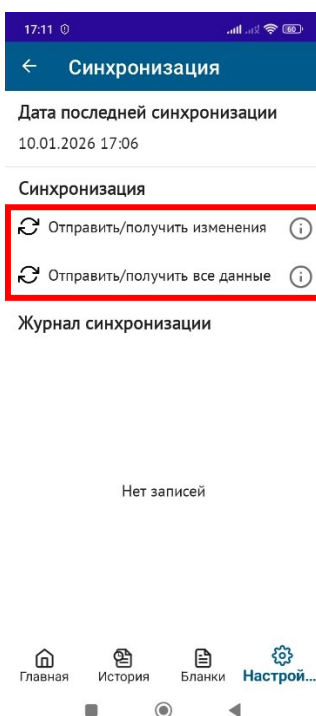 17:11 60
Синхронизация
Дата последней синхронизации
10.01.2026 17:06
Синхронизация
Отправить/получить изменения
Отправить/получить все данные
Журнал синхронизации
Нет записей
Главная История Бланки Настрой...